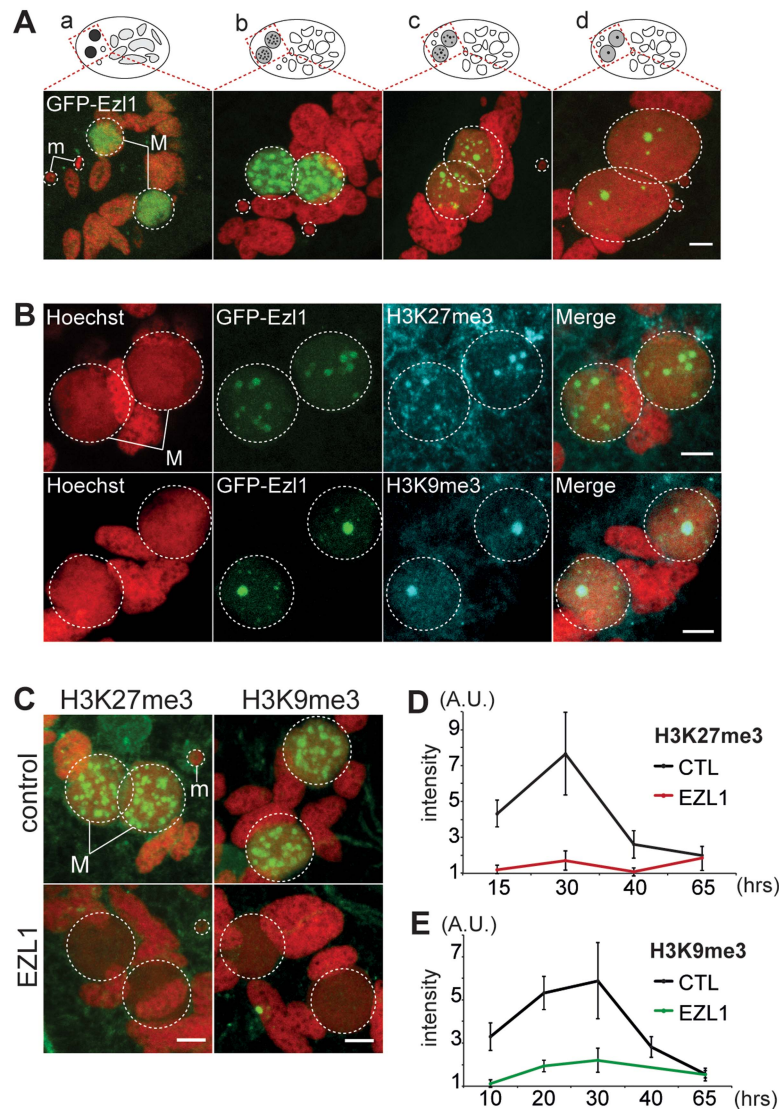 A
a b c d
GFP-Ezl1
m M
B
Hoechst GFP-Ezl1 H3K27me3 Merge
M
Hoechst GFP-Ezl1 H3K9me3 Merge
C
H3K27me3 H3K9me3
control
m
M
EZL1
D (A.U.)
H3K27me3
CTL
EZL1
intensity
9
7
5
3
1
15 30 40 65 (hrs)
E (A.U.)
H3K9me3
CTL
EZL1
intensity
7
5
3
1
10 20 30 40 65 (hrs)